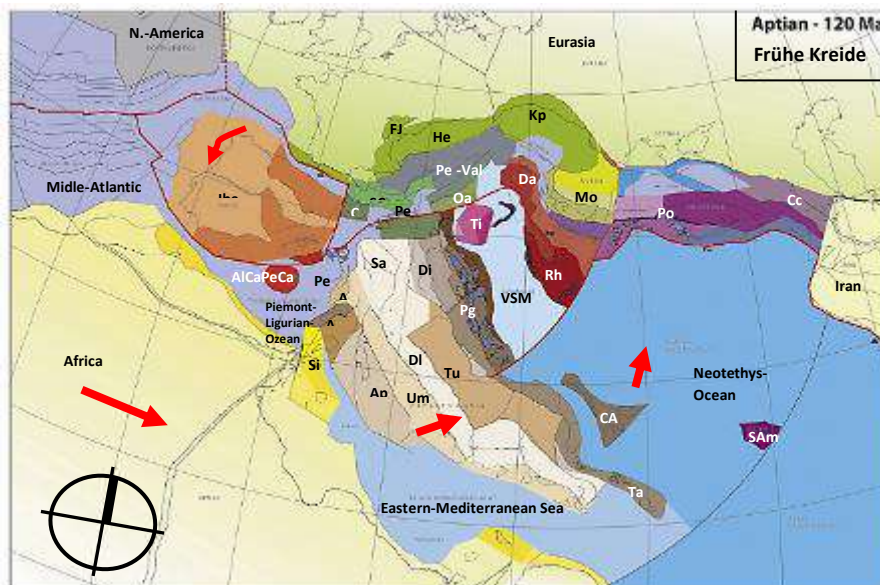 N.-America
Eurasia
Aptian - 120 Ma
Frühe Kreide
Kp
FJ
He
Pe -Val
Da
Midle-Atlantic
Oa
Mo
Cc
C
Pe
Ti
Po
Sa
Di
Rh
AlCaPeCa
Pe
Iran
A
VSM
Pg
Piemont-
Ligurian-
Ozean
A
Africa
Si
Dl
Tu
Neotethys-
Ocean
Ap
Um
CA
SAm
Ta
Eastern-Mediterranean Sea